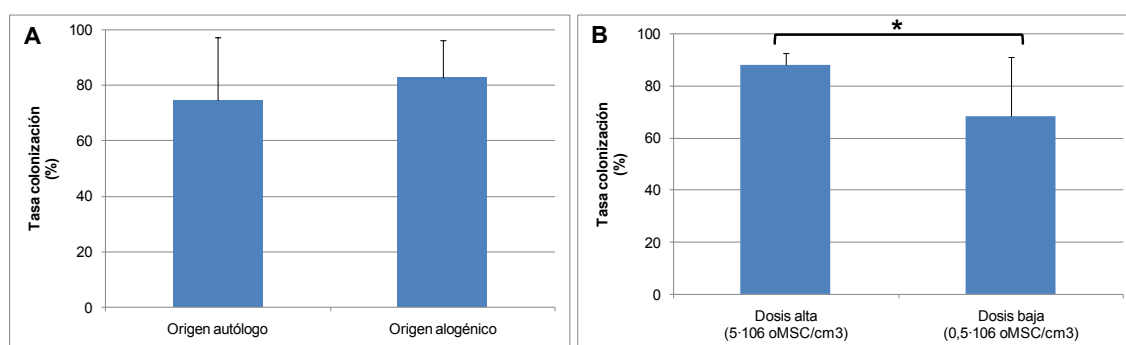 A
Tasa colonización
(%)
100
80
60
40
20
0
Origen autólogo
Origen alogénico
B
*
Tasa colonización
(%)
100
80
60
40
20
0
Dosis alta
(5·106 oMSC/cm3)
Dosis baja
(0,5·106 oMSC/cm3)